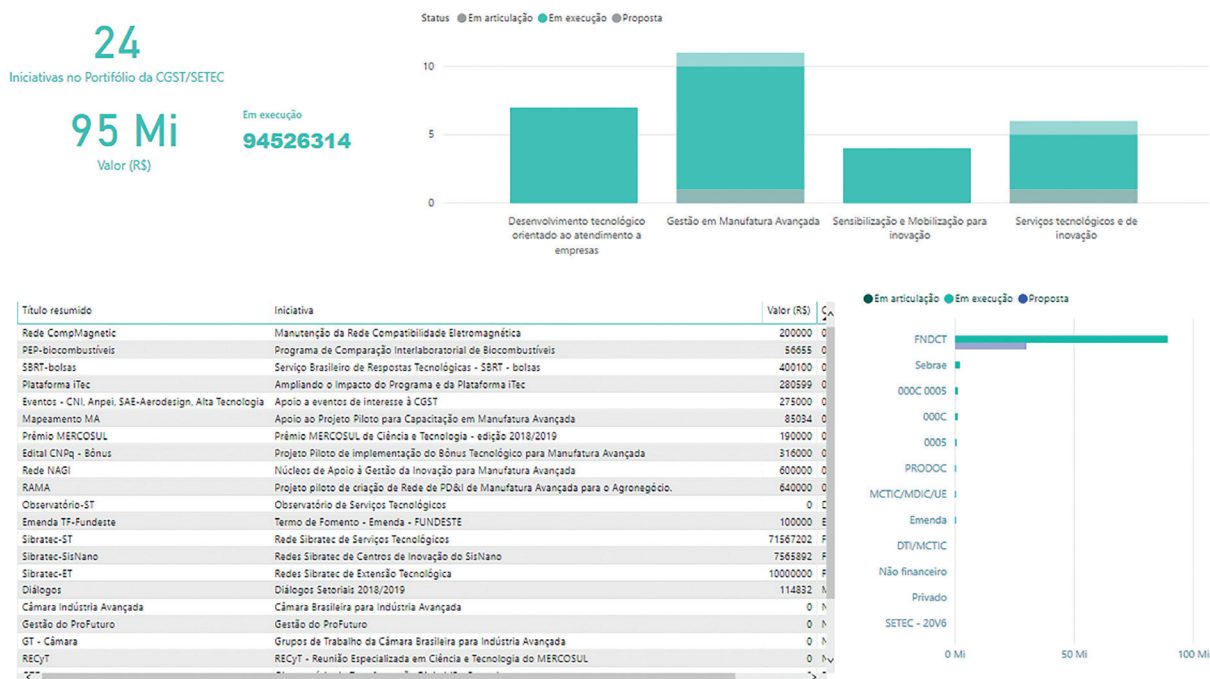 24
Iniciativas no Portifólio da CGST/SETEC
95 Mi
Valor (R$)
Em execução
94526314
Status Em articulação Em execução Proposta
10
5
0
Desenvolvimento tecnológico
orientado ao atendimento a
empresas
Gestão em Manufatura Avançada
Sensibilização e Mobilização para
inovação
Serviços tecnológicos e de
inovação
Título resumido Iniciativa Valor (R$)
Rede CompMagnetic Manutenção da Rede Compatibilidade Eletromagnética 200000 0
PEP-biocombustíveis Programa de Comparação Interlaboratorial de Biocombustíveis 56655 0
SBRT-bolsas Serviço Brasileiro de Respostas Tecnológicas - SBRT - bolsas 400100 0
Plataforma iTec Ampliando o Impacto do Programa e da Plataforma iTec 280599 0
Eventos - CNI, Anpei, SAE-Aerodesign, Alta Tecnologia Apoio a eventos de interesse à CGST 275000 0
Mapeamento MA Apoio ao Projeto Piloto para Capacitação em Manufatura Avançada 85034 0
Prêmio MERCOSUL Prêmio MERCOSUL de Ciência e Tecnologia - edição 2018/2019 190000 0
Edital CNPq - Bônus Projeto Piloto de implementação do Bônus Tecnológico para Manufatura Avançada 316000 0
Rede NAGI Núcleos de Apoio à Gestão da Inovação para Manufatura Avançada 600000 0
RAMA Projeto piloto de criação de Rede de PD&I de Manufatura Avançada para o Agronegócio. 640000 0
Observatório-ST Observatório de Serviços Tecnológicos 0 D
Emenda TF-Fundeste Termo de Fomento - Emenda - FUNDESTE 100000 E
Sibratec-ST Rede Sibratec de Serviços Tecnológicos 71567202 F
Sibratec-SisNano Redes Sibratec de Centros de Inovação do SisNano 7565892 F
Sibratec-ET Redes Sibratec de Extensão Tecnológica 10000000 F
Diálogos Diálogos Setoriais 2018/2019 114832 M
Câmara Indústria Avançada Câmara Brasileira para Indústria Avançada 0 N
Gestão do ProFuturo Gestão do ProFuturo 0 N
GT - Câmara Grupos de Trabalho da Câmara Brasileira para Indústria Avançada 0 N
RECyT RECyT - Reunião Especializada em Ciência e Tecnologia do MERCOSUL 0 N
Em articulação Em execução Proposta
FNDCT
Sebrae
000C 0005
000C
0005
PRODOC
MCTIC/MDIC/UE
Emenda
DTI/MCTIC
Não financeiro
Privado
SETEC - 20V6
0 Mi 50 Mi 100 Mi